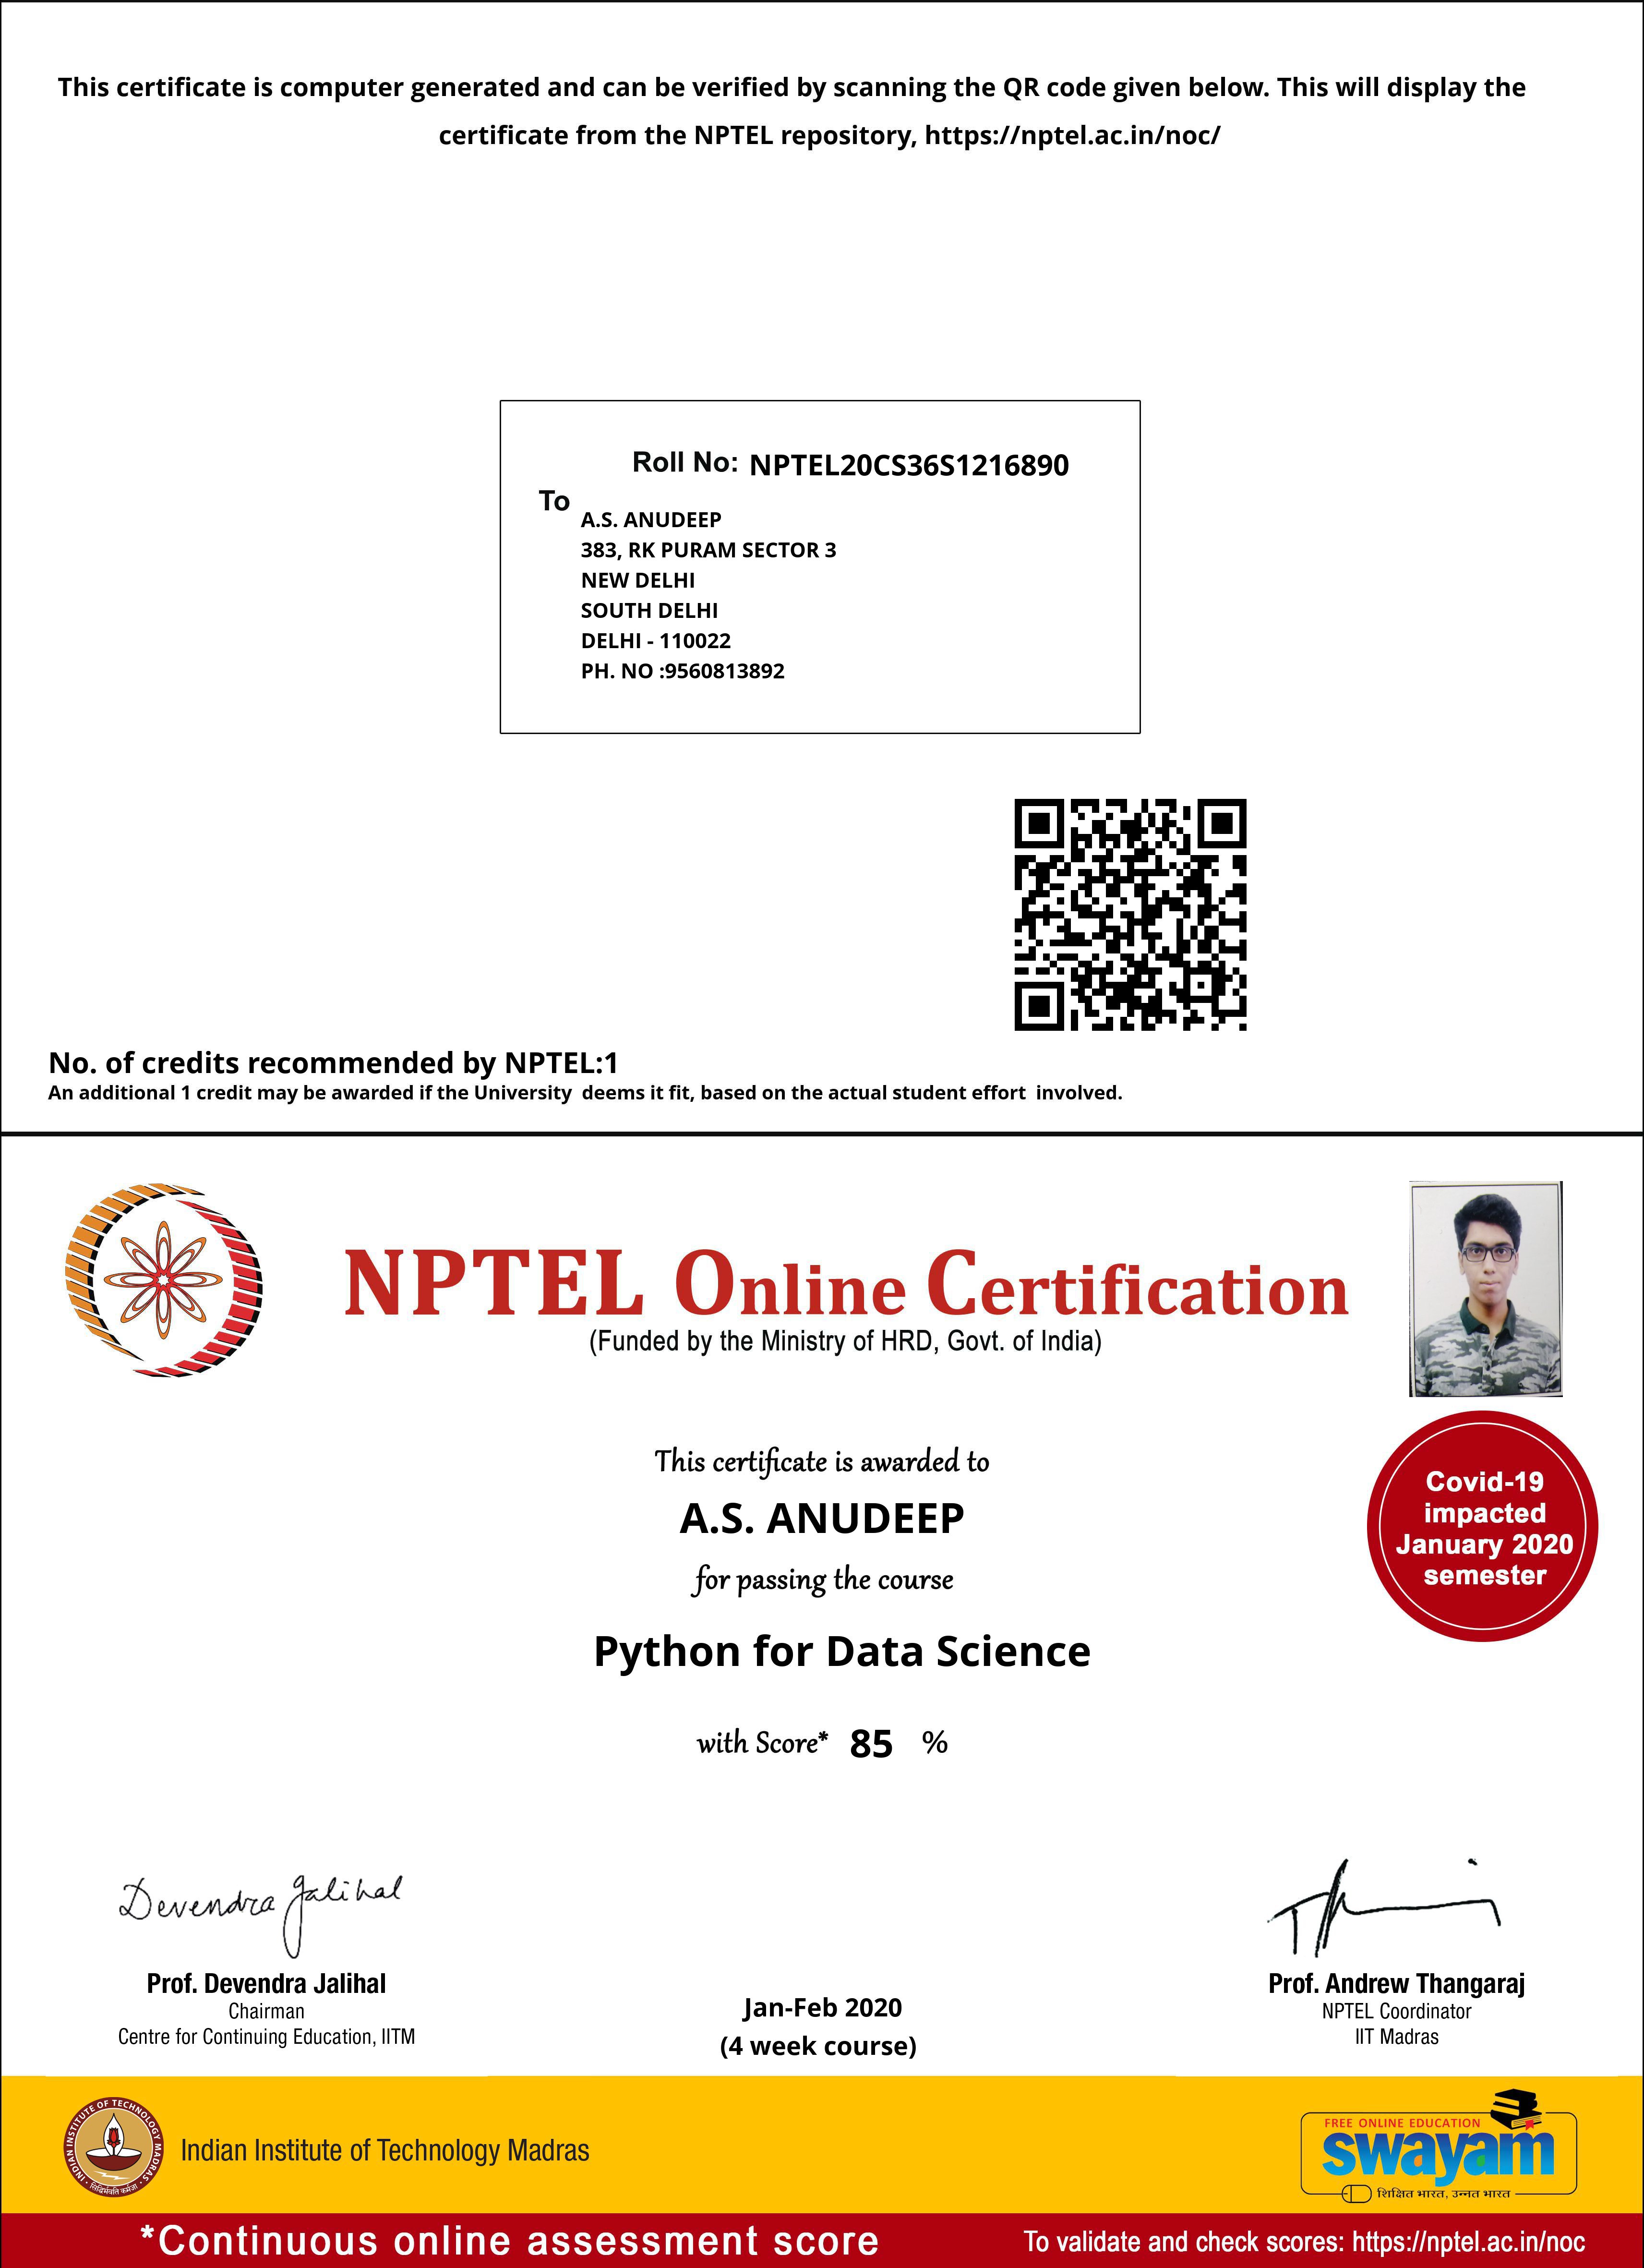 This certificate is computer generated and can be verified by scanning the QR code given below. This will display the
certificate from the NPTEL repository, https://nptel.ac.in/noc/
Roll No: NPTEL20CS36S1216890
To
A.S. ANUDEEP
383, RK PURAM SECTOR 3
NEW DELHI
SOUTH DELHI
DELHI - 110022
PH. NO :9560813892
No. of credits recommended by NPTEL:1
An additional 1 credit may be awarded if the University deems it fit, based on the actual student effort involved.
NPTEL Online Certification
(Funded by the Ministry of HRD, Govt. of India)
This certificate is awarded to
A.S. ANUDEEP
for passing the course
Python for Data Science
with Score* 85 %
Covid-19
impacted
January 2020
semester
Devendra Jalihal
Prof. Devendra Jalihal
Chairman
Centre for Continuing Education, IITM
Jan-Feb 2020
(4 week course)
Prof. Andrew Thangaraj
NPTEL Coordinator
IIT Madras
INDIAN INSTITUTE OF TECHNOLOGY MADRAS
सिद्धिर्भवति कर्मजा
Indian Institute of Technology Madras
FREE ONLINE EDUCATION
swayam
शिक्षित भारत, उन्नत भारत
*Continuous online assessment score
To validate and check scores: https://nptel.ac.in/noc